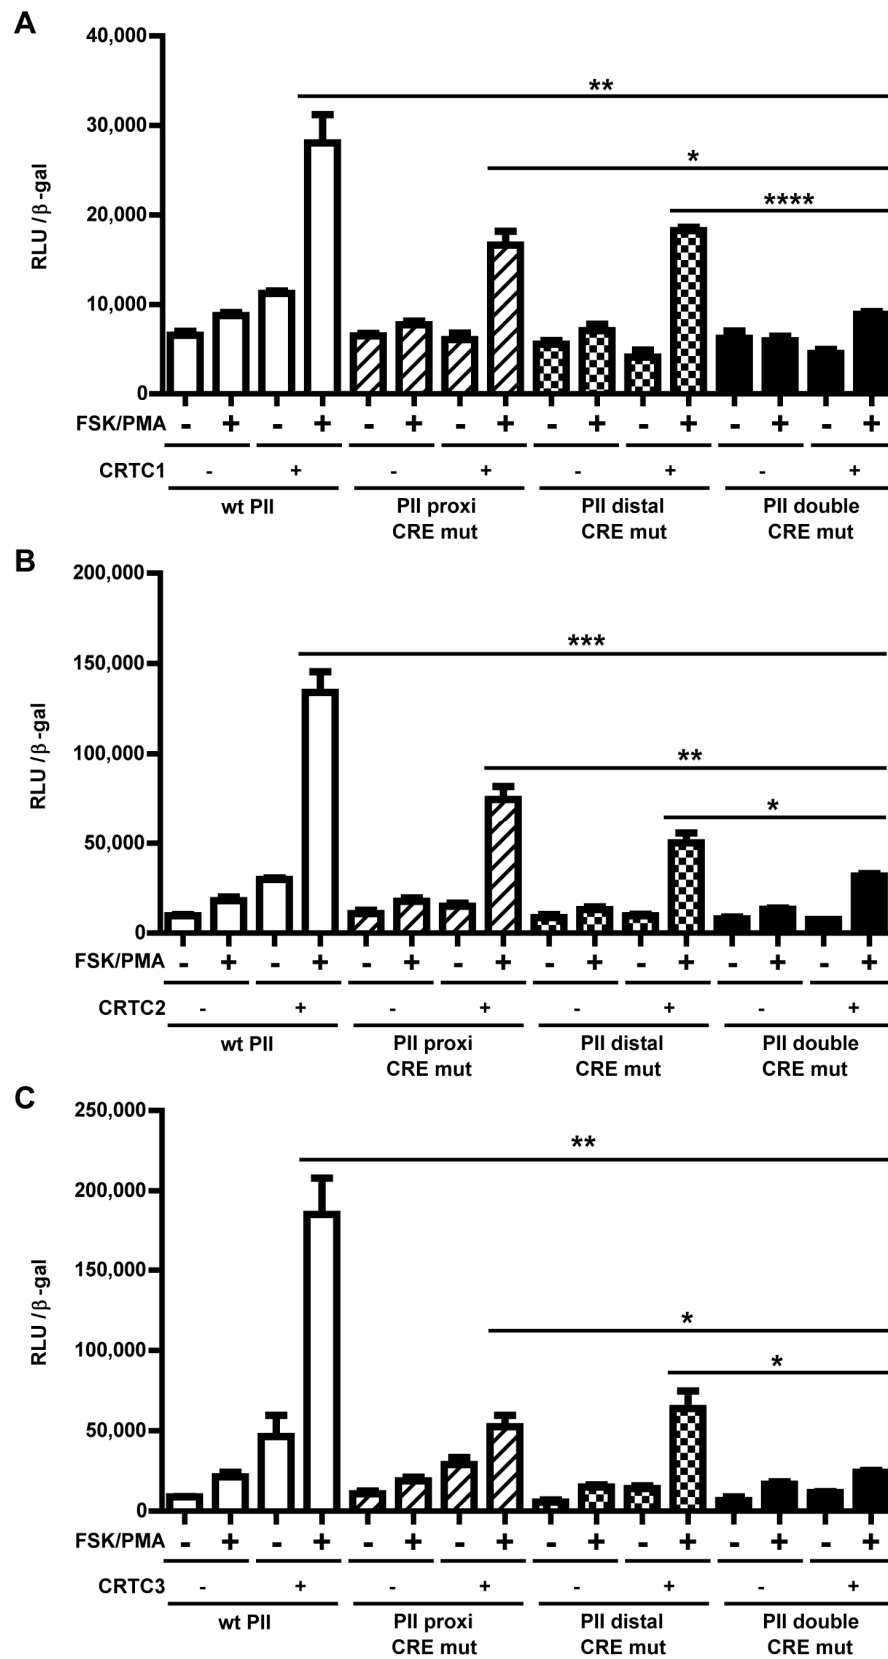 A
40,000
30,000
20,000
10,000
0
RLU /β-gal
**
*
****
FSK/PMA - + - + - + - + - + - + - + - +
CRTC1 - + - + - + - +
wt PII PII proxi PII distal PII double
CRE mut CRE mut CRE mut
B
200,000
150,000
100,000
50,000
0
RLU /β-gal
***
**
*
FSK/PMA - + - + - + - + - + - + - + - +
CRTC2 - + - + - + - +
wt PII PII proxi PII distal PII double
CRE mut CRE mut CRE mut
C
250,000
200,000
150,000
100,000
50,000
0
RLU /β-gal
**
*
*
FSK/PMA - + - + - + - + - + - + - + - +
CRTC3 - + - + - + - +
wt PII PII proxi PII distal PII double
CRE mut CRE mut CRE mut